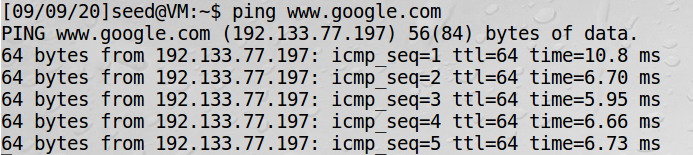 [09/09/20]seed@VM:~$ ping www.google.com
PING www.google.com (192.133.77.197) 56(84) bytes of data.
64 bytes from 192.133.77.197: icmp_seq=1 ttl=64 time=10.8 ms
64 bytes from 192.133.77.197: icmp_seq=2 ttl=64 time=6.70 ms
64 bytes from 192.133.77.197: icmp_seq=3 ttl=64 time=5.95 ms
64 bytes from 192.133.77.197: icmp_seq=4 ttl=64 time=6.66 ms
64 bytes from 192.133.77.197: icmp_seq=5 ttl=64 time=6.73 ms